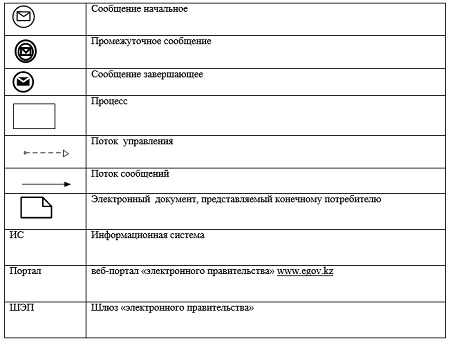 Сообщение начальное
Промежуточное сообщение
Сообщение завершающее
Процесс
Поток управления
Поток сообщений
Электронный документ, представляемый конечному потребителю
ИС Информационная система
Портал веб-портал «электронного правительства» www.egov.kz
ШЭП Шлюз «электронного правительства»